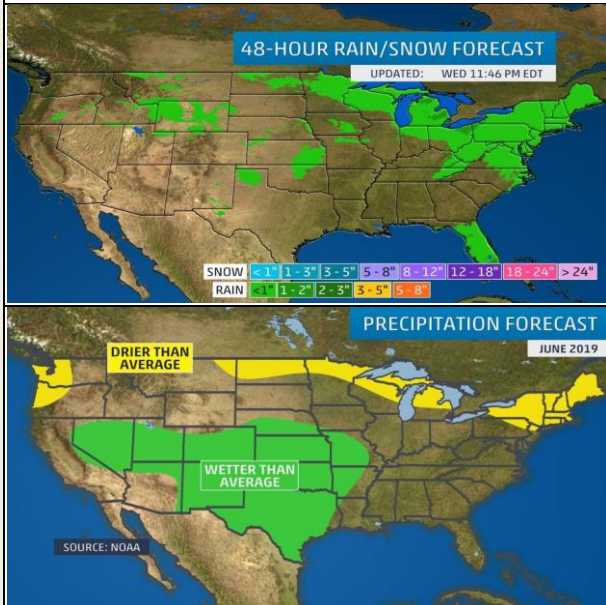 48-HOUR RAIN/SNOW FORECAST
UPDATED: WED 11:46 PM EDT
SNOW <1" 1 - 3" 3 - 5" 5 - 8" 8 - 12" 12 - 18" 18 - 24" > 24"
RAIN <1" 1 - 2" 2 - 3" 3 - 5" 5 - 8"
PRECIPITATION FORECAST
JUNE 2019
DRIER THAN
AVERAGE
WETTER THAN
AVERAGE
SOURCE: NOAA